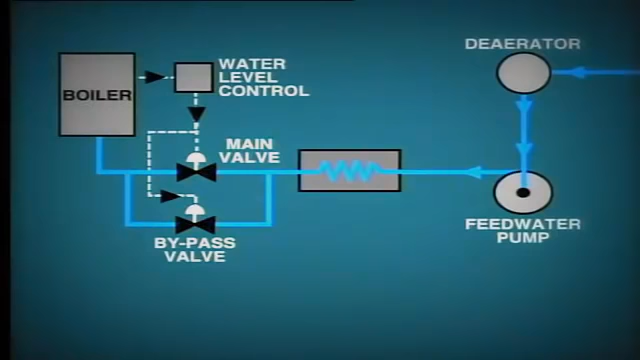 DEAERATOR
WATER
LEVEL
CONTROL
BOILER
MAIN
VALVE
FEEDWATER
PUMP
BY-PASS
VALVE